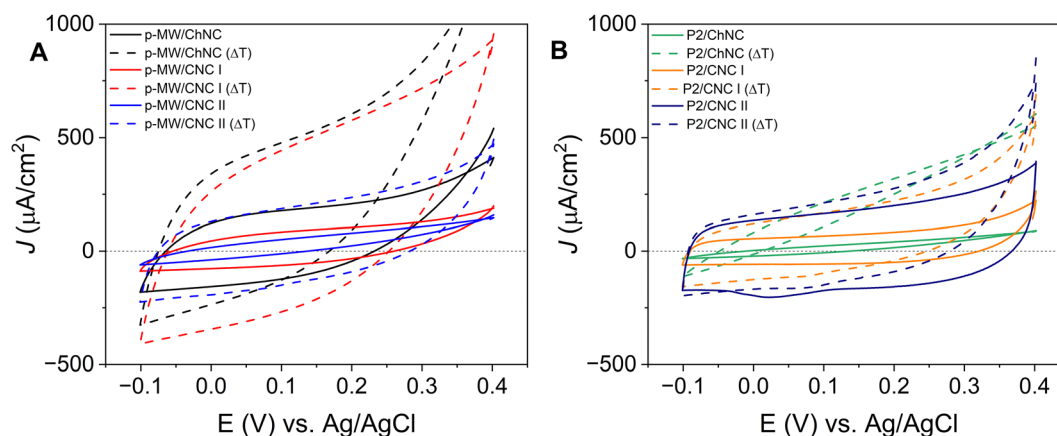 A
1000
500
0
−500
J (μA/cm²)
p-MW/ChNC
p-MW/ChNC (ΔT)
p-MW/CNC I
p-MW/CNC I (ΔT)
p-MW/CNC II
p-MW/CNC II (ΔT)
−0.1 0.0 0.1 0.2 0.3 0.4
E (V) vs. Ag/AgCl
B
1000
500
0
−500
J (μA/cm²)
P2/ChNC
P2/ChNC (ΔT)
P2/CNC I
P2/CNC I (ΔT)
P2/CNC II
P2/CNC II (ΔT)
−0.1 0.0 0.1 0.2 0.3 0.4
E (V) vs. Ag/AgCl